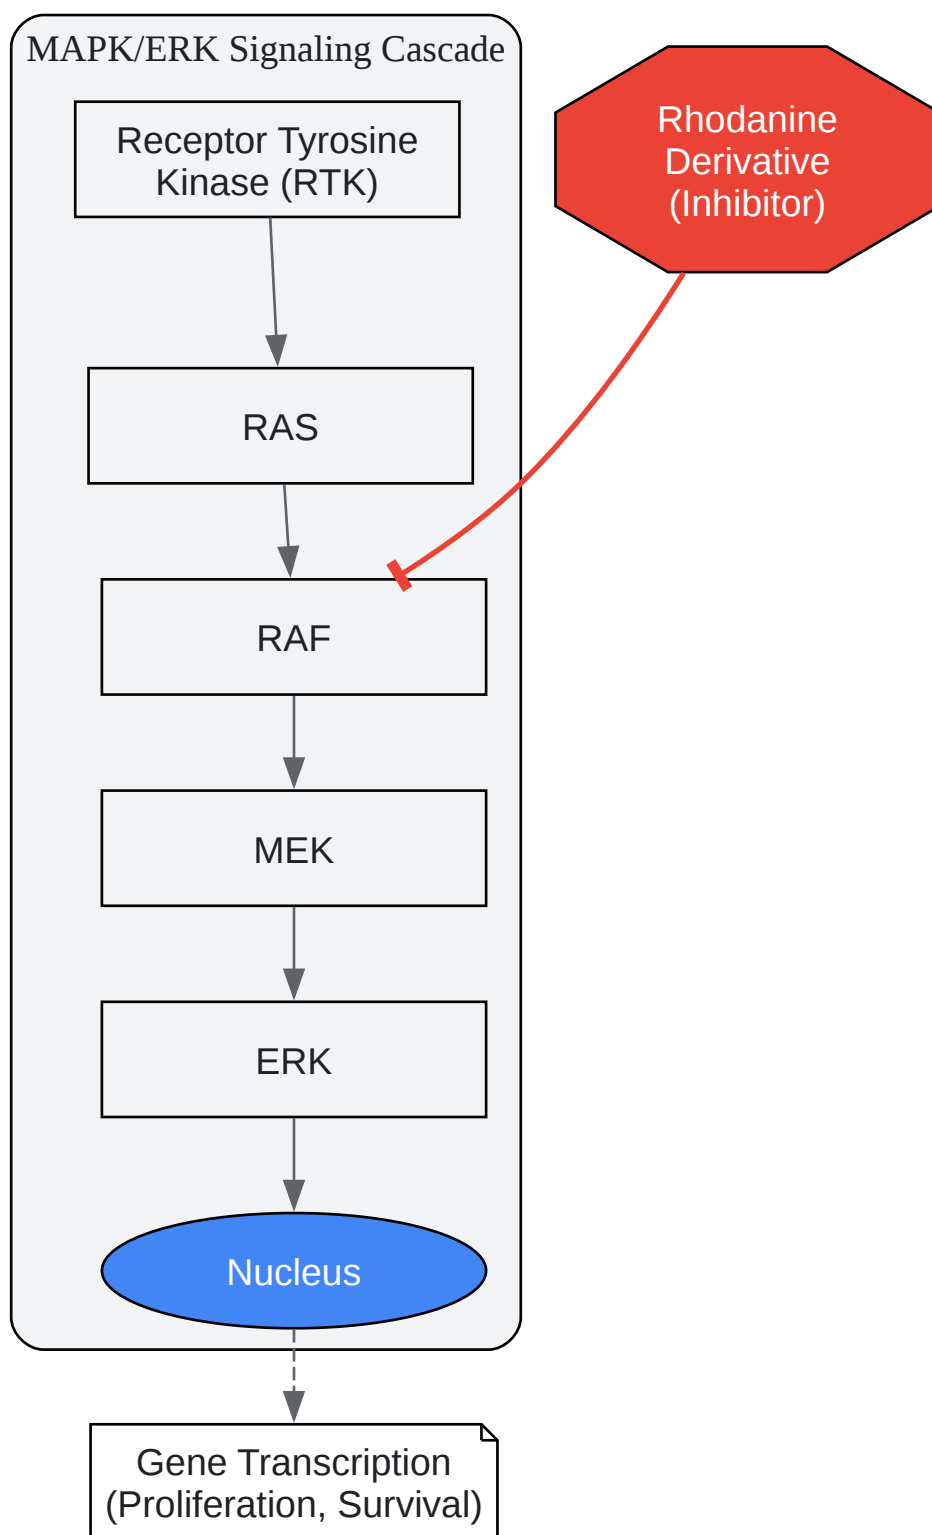 MAPK/ERK Signaling Cascade
Receptor Tyrosine
Kinase (RTK)
Rhodanine
Derivative
(Inhibitor)
RAS
RAF
MEK
ERK
Nucleus
Gene Transcription
(Proliferation, Survival)